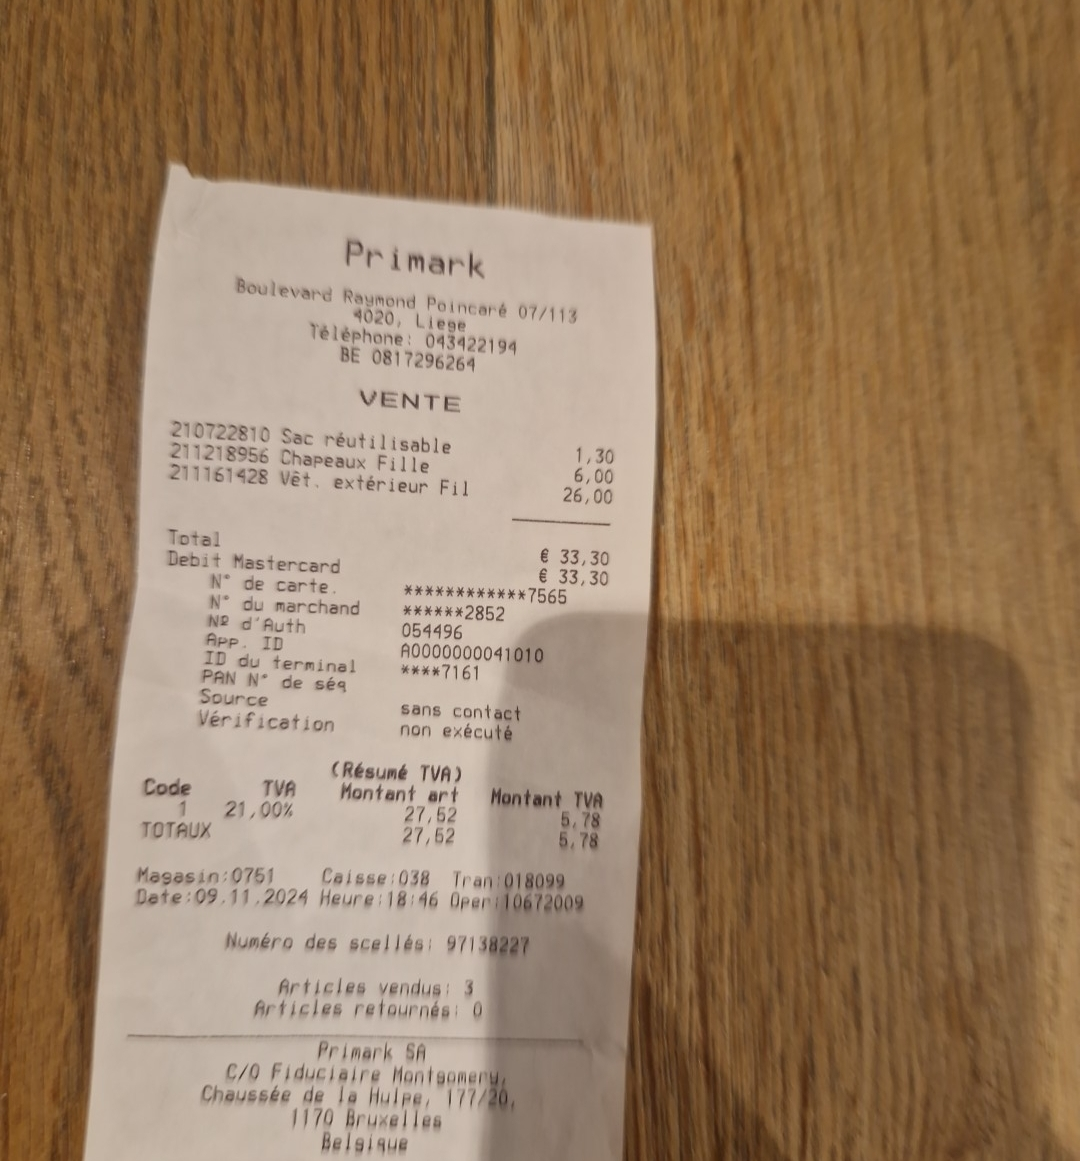 Primark
Boulevard Raymond Poincaré 07/113
4020, Liege
Téléphone: 043422194
BE 0817296264
VENTE
210722810 Sac réutilisable 1,30
211218956 Chapeaux Fille 6,00
211161428 Vêt. extérieur Fil 26,00
Total € 33,30
Debit Mastercard € 33,30
N° de carte. ************7565
N° du marchand ******2852
Nº d'Auth 054496
App. ID A0000000041010
ID du terminal ****7161
PAN N° de séq
Source sans contact
Vérification non exécuté
(Résumé TVA)
Code TVA Montant art Montant TVA
1 21,00% 27,52 5,78
TOTAUX 27,52 5,78
Magasin:0751 Caisse:038 Tran:018099
Date:09.11.2024 Heure:18:46 Oper:10672009
Numéro des scellés: 97138227
Articles vendus: 3
Articles retournés: 0
Primark SA
C/O Fiduciaire Montgomery,
Chaussée de la Hulpe, 177/20,
1170 Bruxelles
Belgique